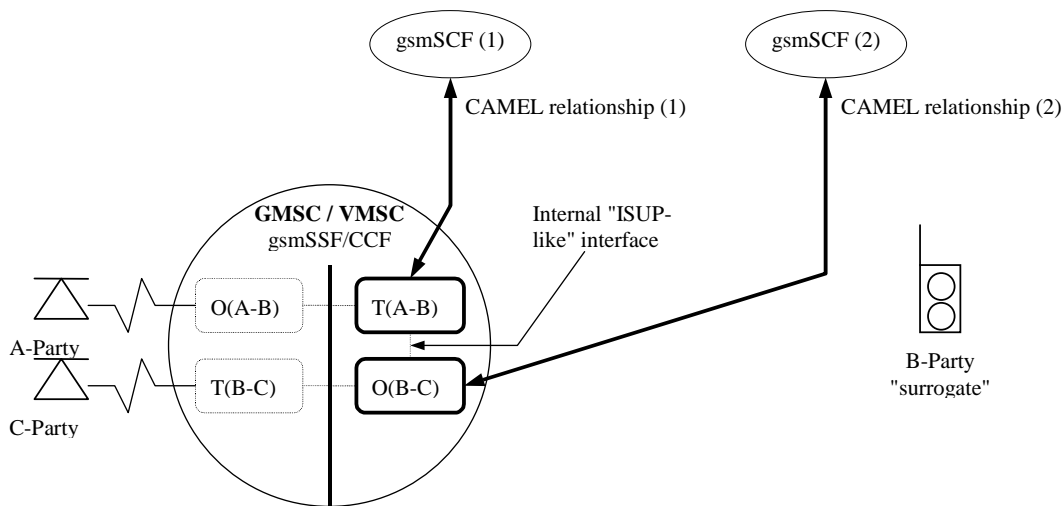 gsmSCF (1)
gsmSCF (2)
CAMEL relationship (1)
CAMEL relationship (2)
GMSC / VMSC
gsmSSF/CCF
Internal "ISUP-
like" interface
O(A-B)
T(A-B)
A-Party
T(B-C)
O(B-C)
C-Party
B-Party
"surrogate"